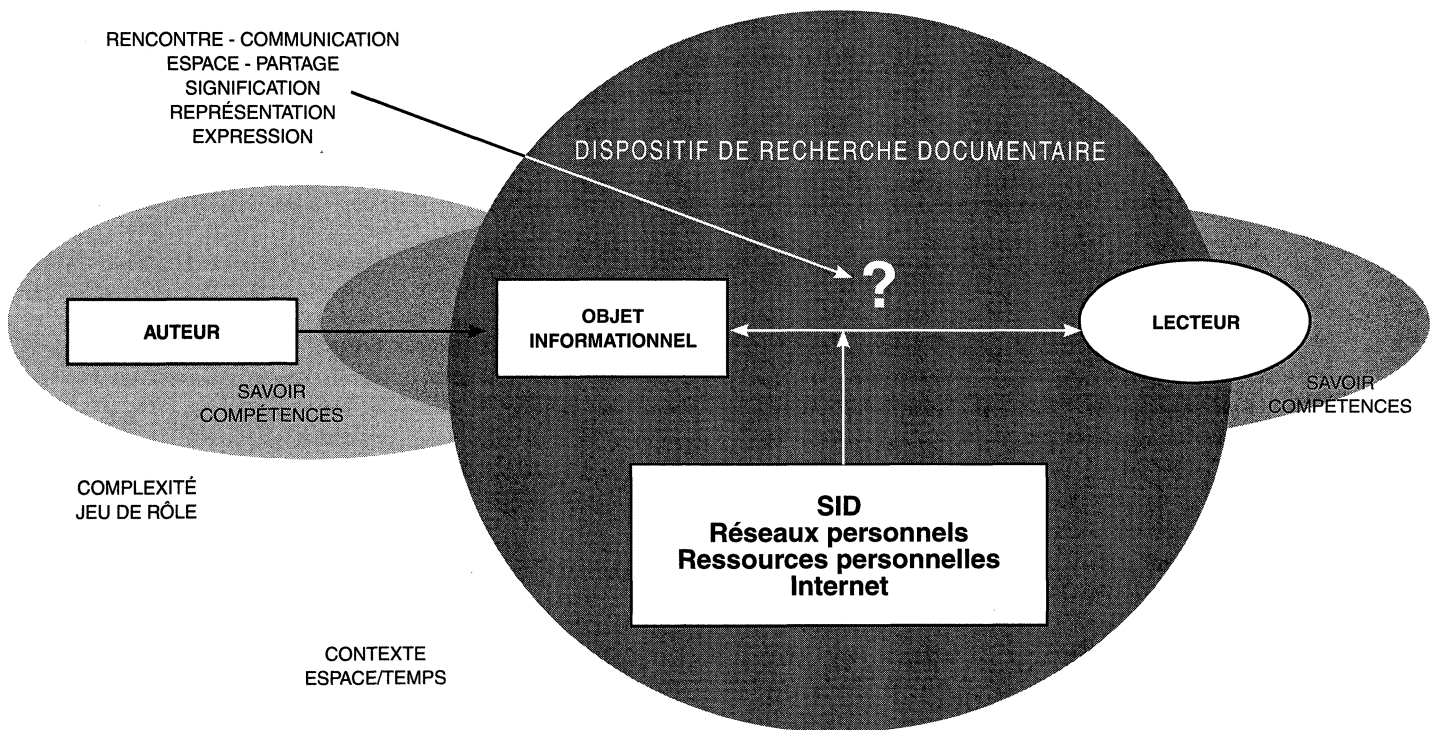 RENCONTRE - COMMUNICATION
ESPACE - PARTAGE
SIGNIFICATION
REPRÉSENTATION
EXPRESSION
DISPOSITIF DE RECHERCHE DOCUMENTAIRE
?
AUTEUR
OBJET
INFORMATIONNEL
LECTEUR
SAVOIR
COMPÉTENCES
SAVOIR
COMPÉTENCES
COMPLEXITÉ
JEU DE RÔLE
SID
Réseaux personnels
Ressources personnelles
Internet
CONTEXTE
ESPACE/TEMPS